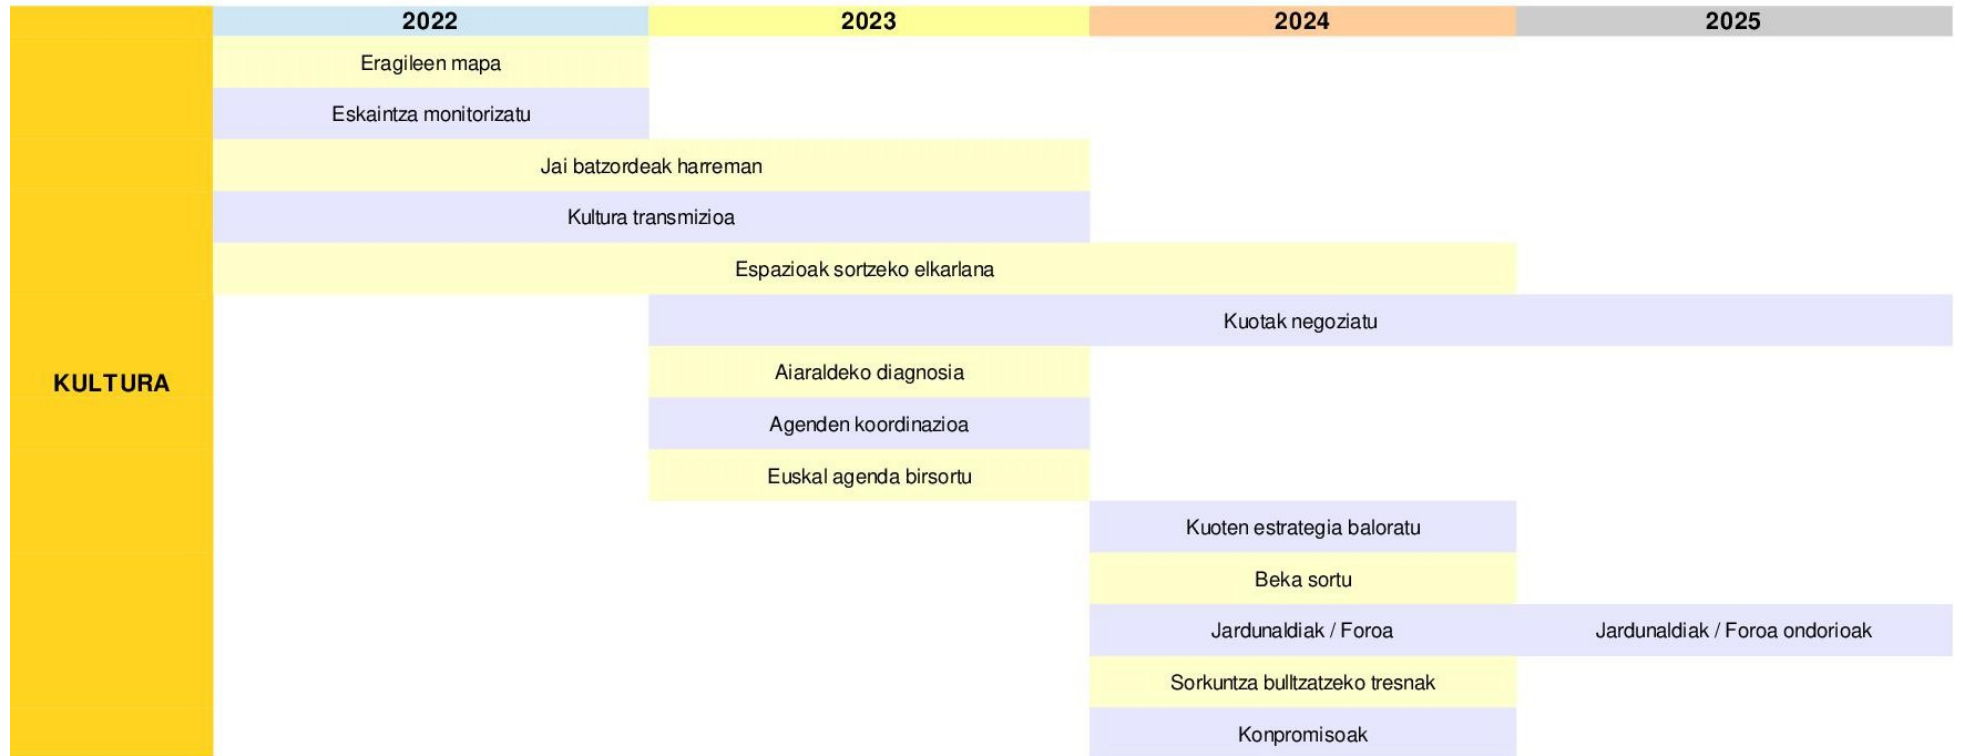 2022 2023 2024 2025
Eragileen mapa
Eskaintza monitorizatu
Jai batzordeak harreman
Kultura transmizioa
Espazioak sortzeko elkarlana
Kuotak negoziatu
Aiaraldeko diagnosia
KULTURA
Agenden koordinazioa
Euskal agenda birsortu
Kuoten estrategia baloratu
Beka sortu
Jardunaldiak / Foroa Jardunaldiak / Foroa ondorioak
Sorkuntza bulltzatzeko tresnak
Konpromisoak